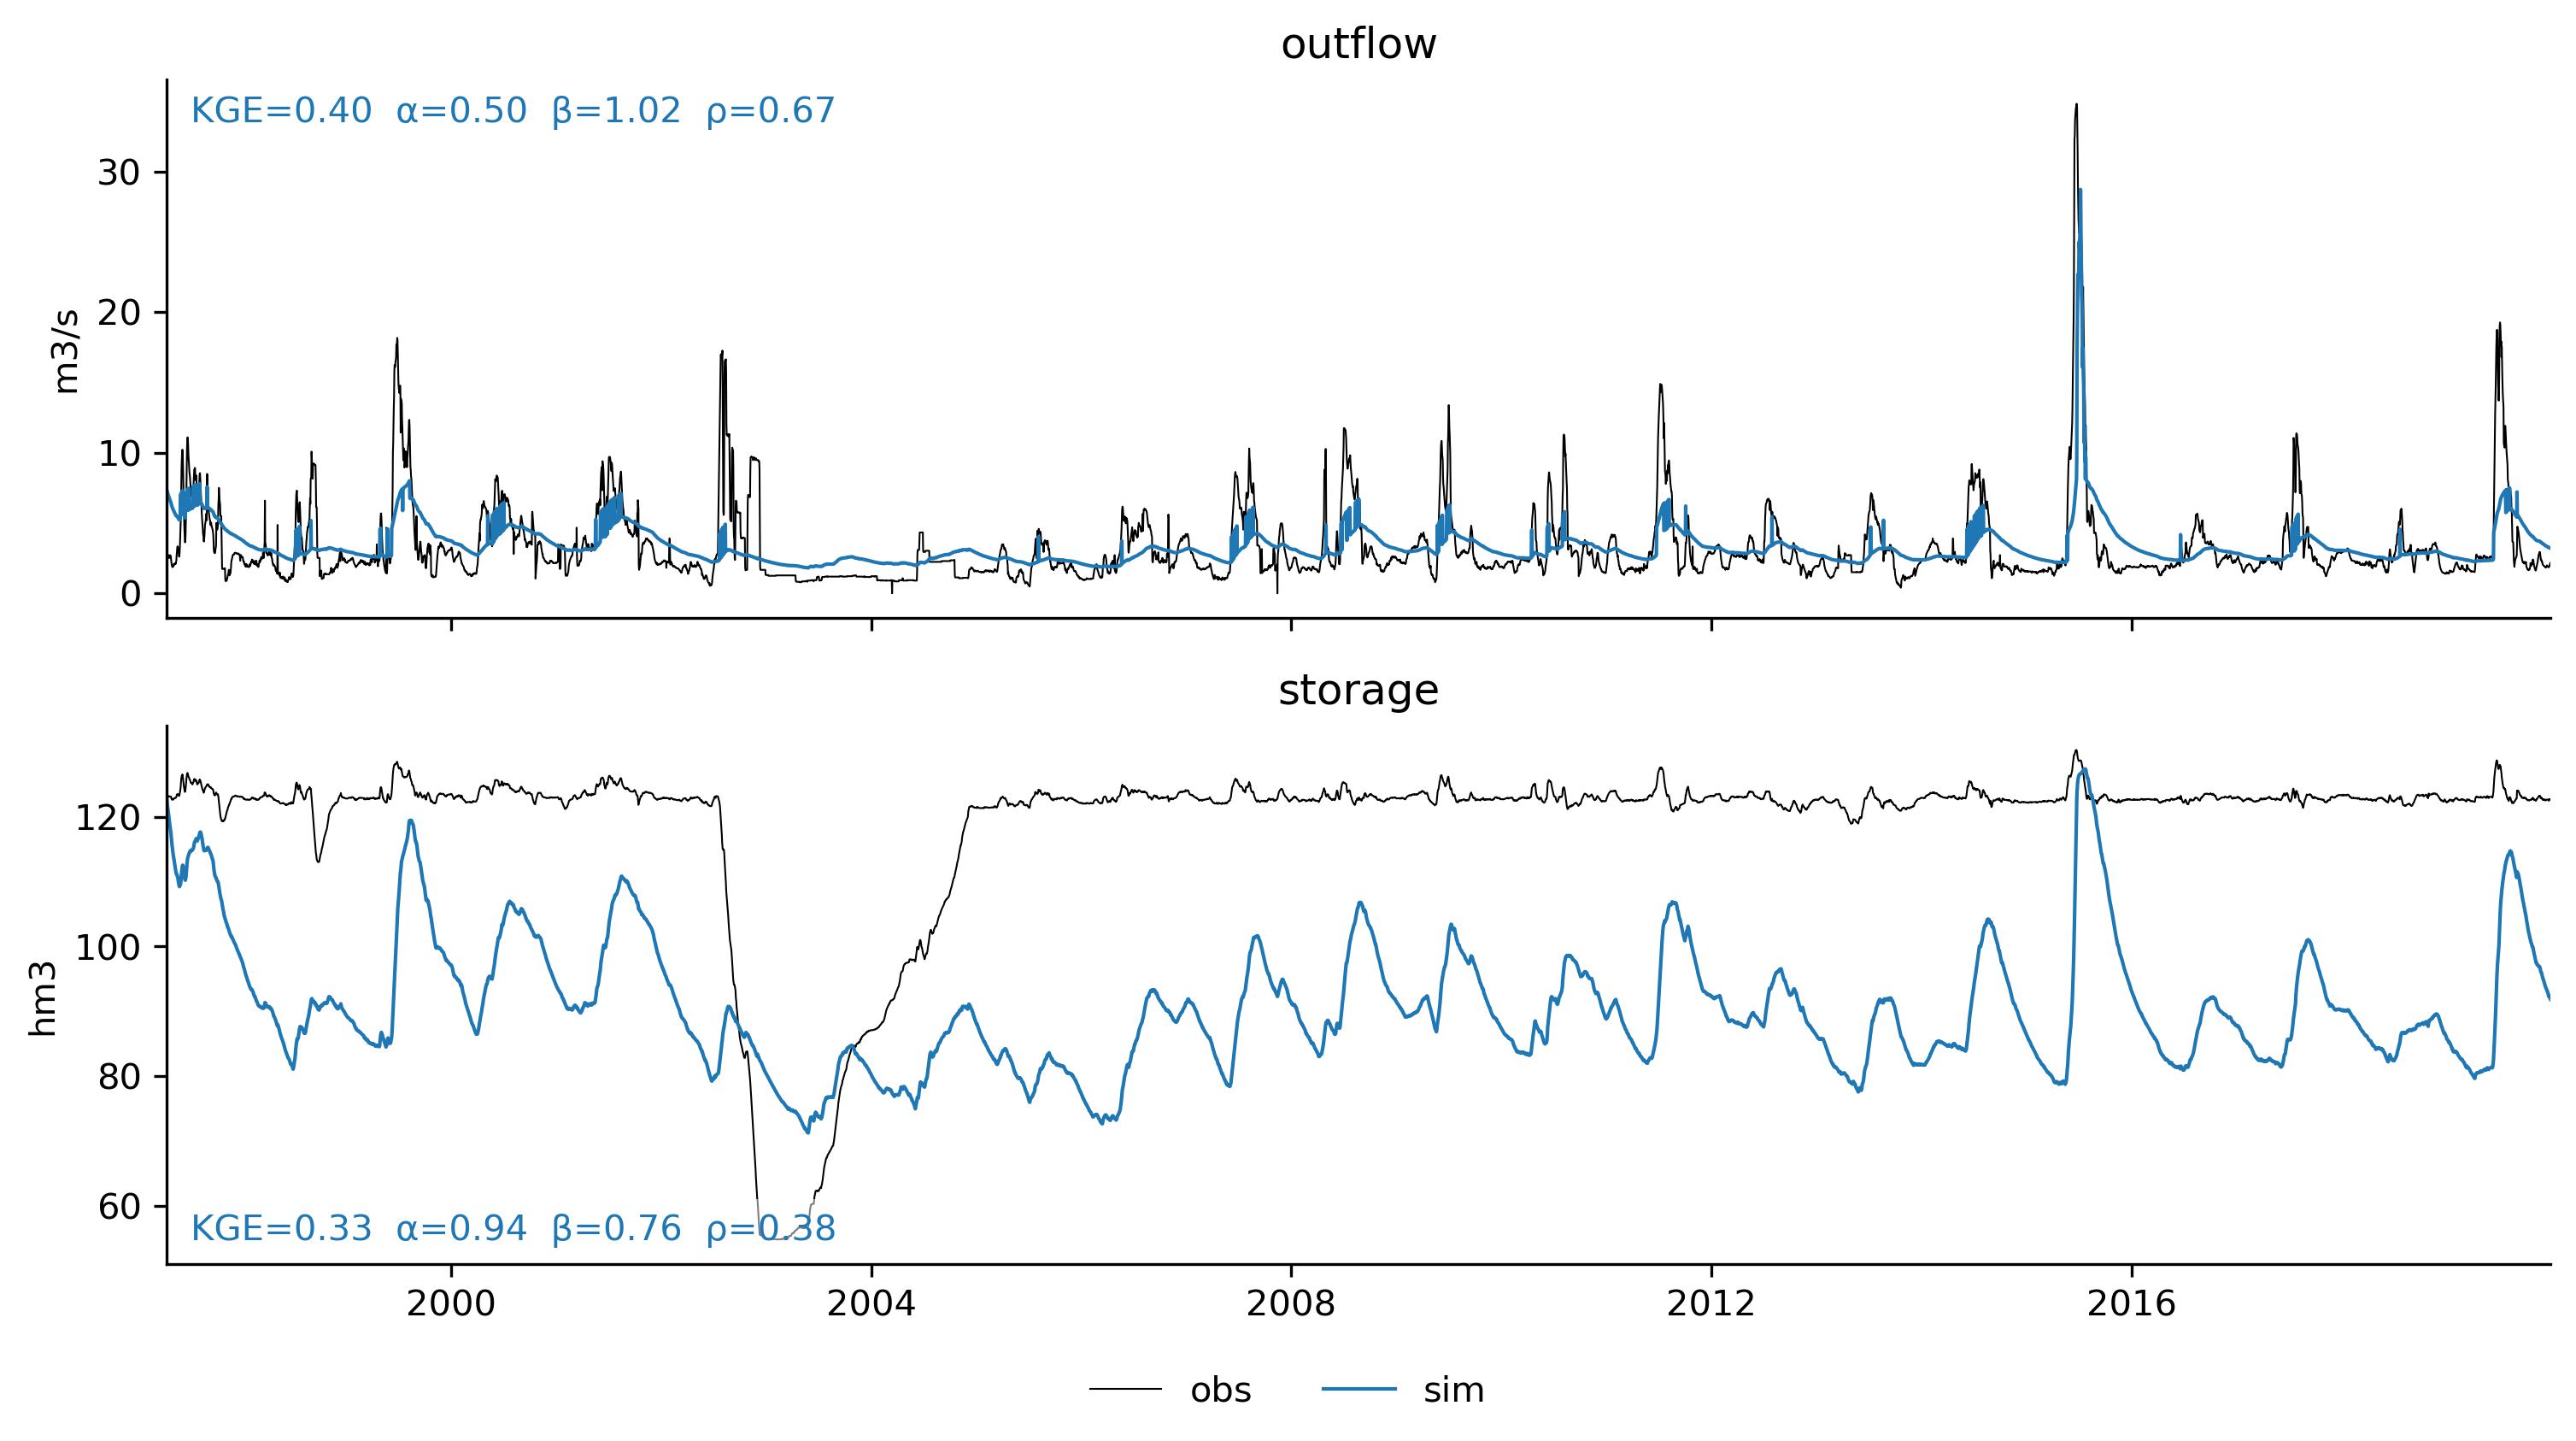 outflow
KGE=0.40 α=0.50 β=1.02 ρ=0.67
30
20
10
0
m3/s
storage
120
100
80
60
hm3
KGE=0.33 α=0.94 β=0.76 ρ=0.38
2000 2004 2008 2012 2016
obs sim